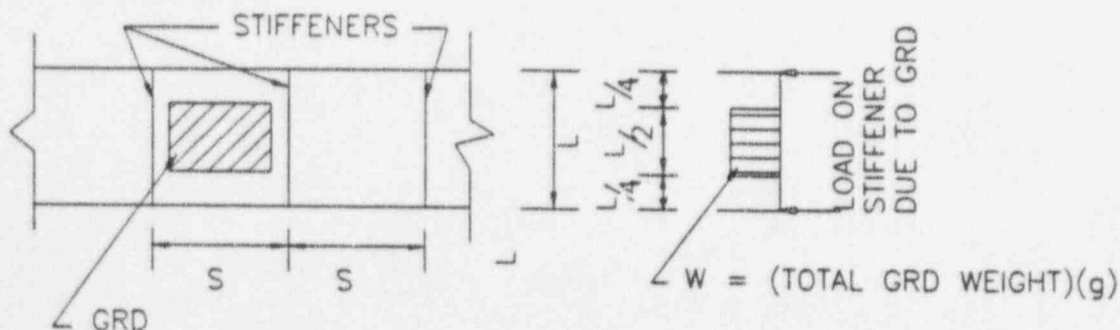 STIFFENERS
L/4
L/2
L/4
L
LOAD ON
STIFFENER
DUE TO GRD
S
S
L
W = (TOTAL GRD WEIGHT)(g)
GRD